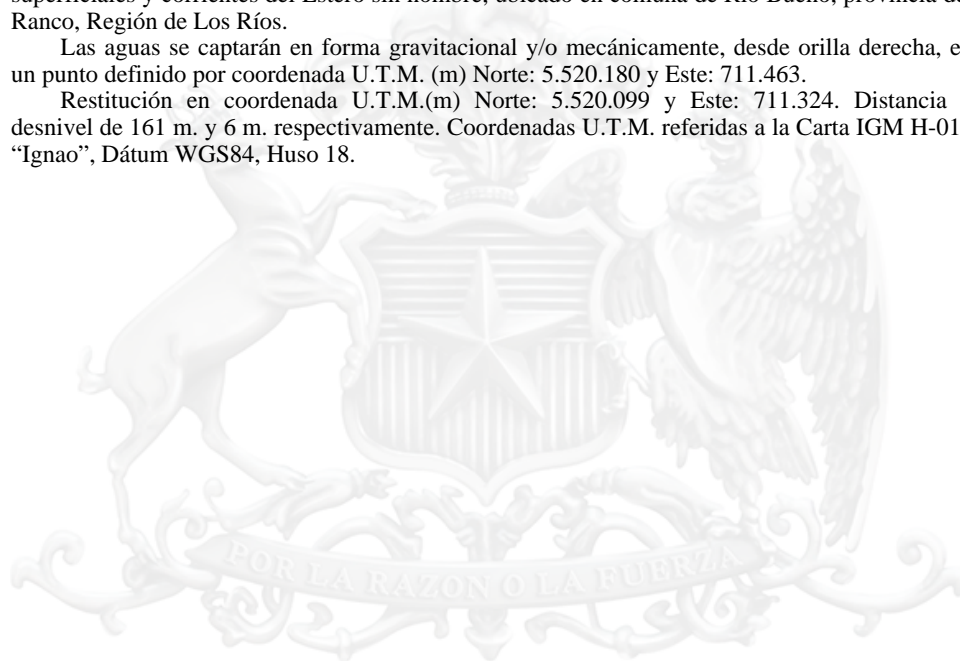 superficiales y corrientes del Estero sin nombre, ubicado en comuna de Río Bueno, provincia de
Ranco, Región de Los Ríos.
Las aguas se captarán en forma gravitacional y/o mecánicamente, desde orilla derecha, e
un punto definido por coordenada U.T.M. (m) Norte: 5.520.180 y Este: 711.463.
Restitución en coordenada U.T.M.(m) Norte: 5.520.099 y Este: 711.324. Distancia
desnivel de 161 m. y 6 m. respectivamente. Coordenadas U.T.M. referidas a la Carta IGM H-01
“Ignao”, Dátum WGS84, Huso 18.
POR LA RAZON O LA FUERZA